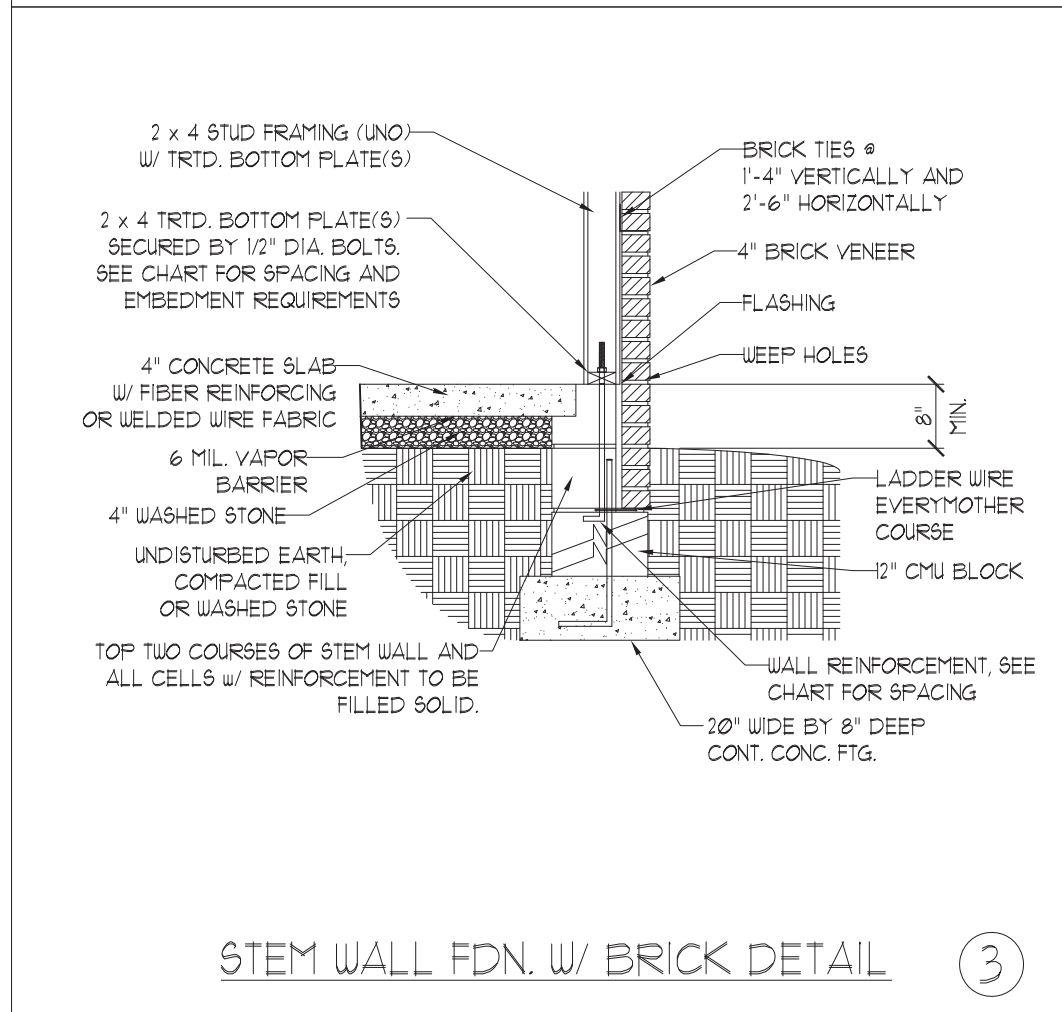 2 x 4 STUD FRAMING (UNO)
W/ TRTD. BOTTOM PLATE(S)
2 x 4 TRTD. BOTTOM PLATE(S)
SECURED BY 1/2" DIA. BOLTS.
SEE CHART FOR SPACING AND
EMBEDMENT REQUIREMENTS
4" CONCRETE SLAB
W/ FIBER REINFORCING
OR WELDED WIRE FABRIC
6 MIL. VAPOR
BARRIER
4" WASHED STONE
UNDISTURBED EARTH,
COMPACTED FILL
OR WASHED STONE
TOP TWO COURSES OF STEM WALL AND
ALL CELLS w/ REINFORCEMENT TO BE
FILLED SOLID.
BRICK TIES @
1'-4" VERTICALLY AND
2'-6" HORIZONTALLY
4" BRICK VENEER
FLASHING
WEEP HOLES
8"
MIN.
LADDER WIRE
EVERYMOTHER
COURSE
12" CMU BLOCK
WALL REINFORCEMENT, SEE
CHART FOR SPACING
20" WIDE BY 8" DEEP
CONT. CONC. FTG.
STEM WALL FDN. W/ BRICK DETAIL
3